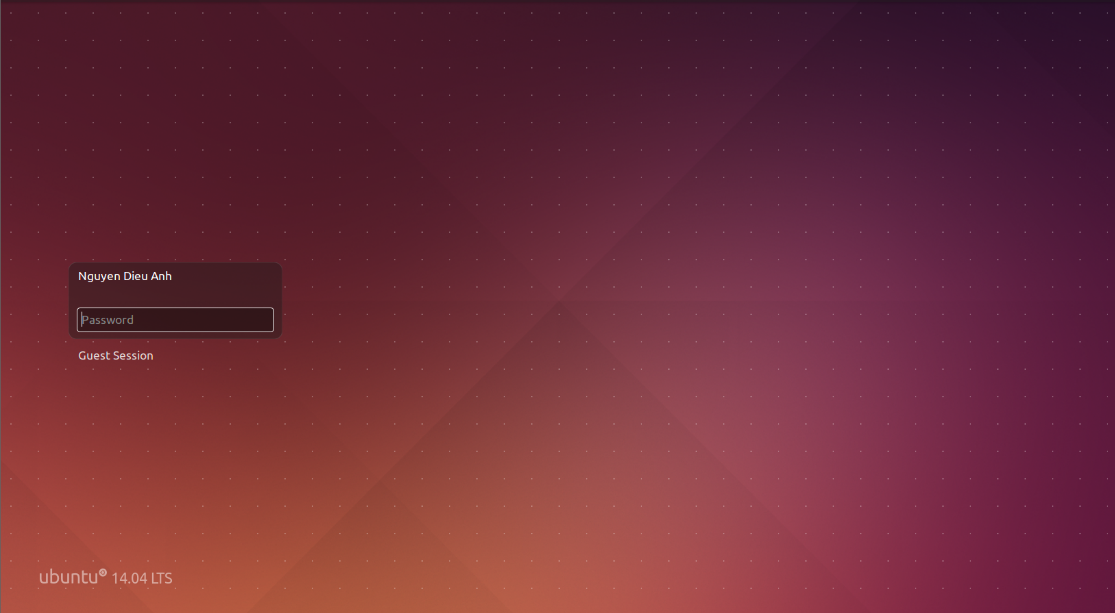 Nguyen Dieu Anh
Password
Guest Session
ubuntu® 14.04 LTS